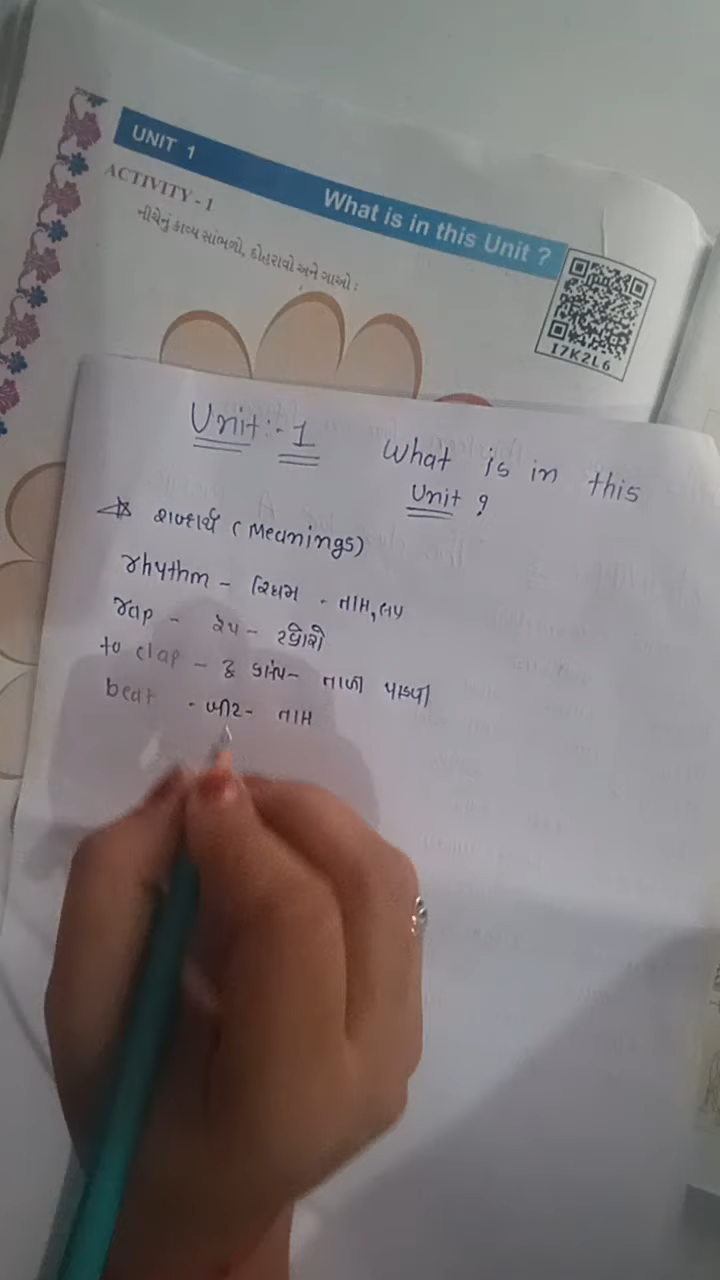 UNIT 1
What is in this Unit ?
ACTIVITY - 1
નીચેનું કાવ્ય સાંભળો, દોહરાવો અને ગાઓ :
I7K2L6
Unit:- 1 What is in this
Unit ?
શબ્દાર્થ (Meanings)
rhythm - રિધમ - તાલ, લય
rap - રેપ - ટકોરો
to clap - ટુ ક્લેપ - તાળી પાડવી
beat - બીટ - તાલ